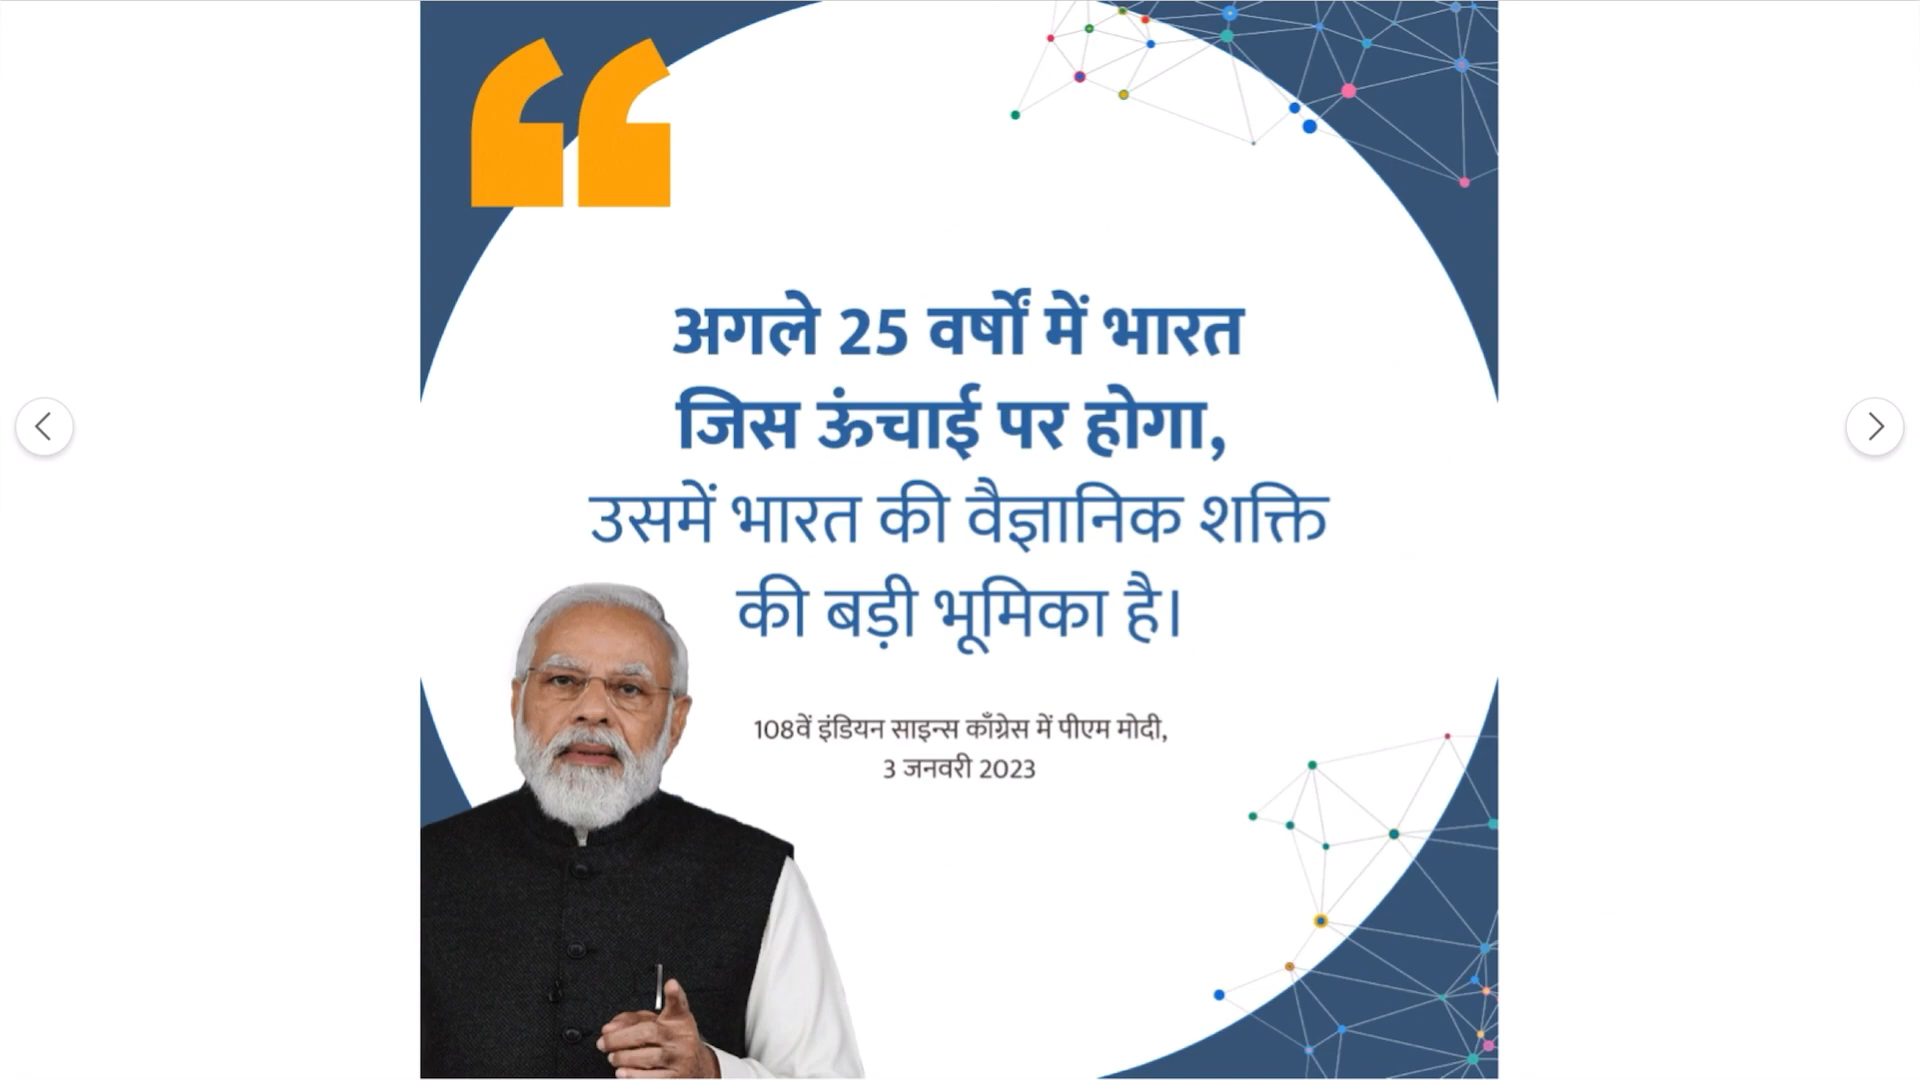 अगले 25 वर्षों में भारत
जिस ऊंचाई पर होगा,
उसमें भारत की वैज्ञानिक शक्ति
की बड़ी भूमिका है।
108वें इंडियन साइन्स काँग्रेस में पीएम मोदी,
3 जनवरी 2023